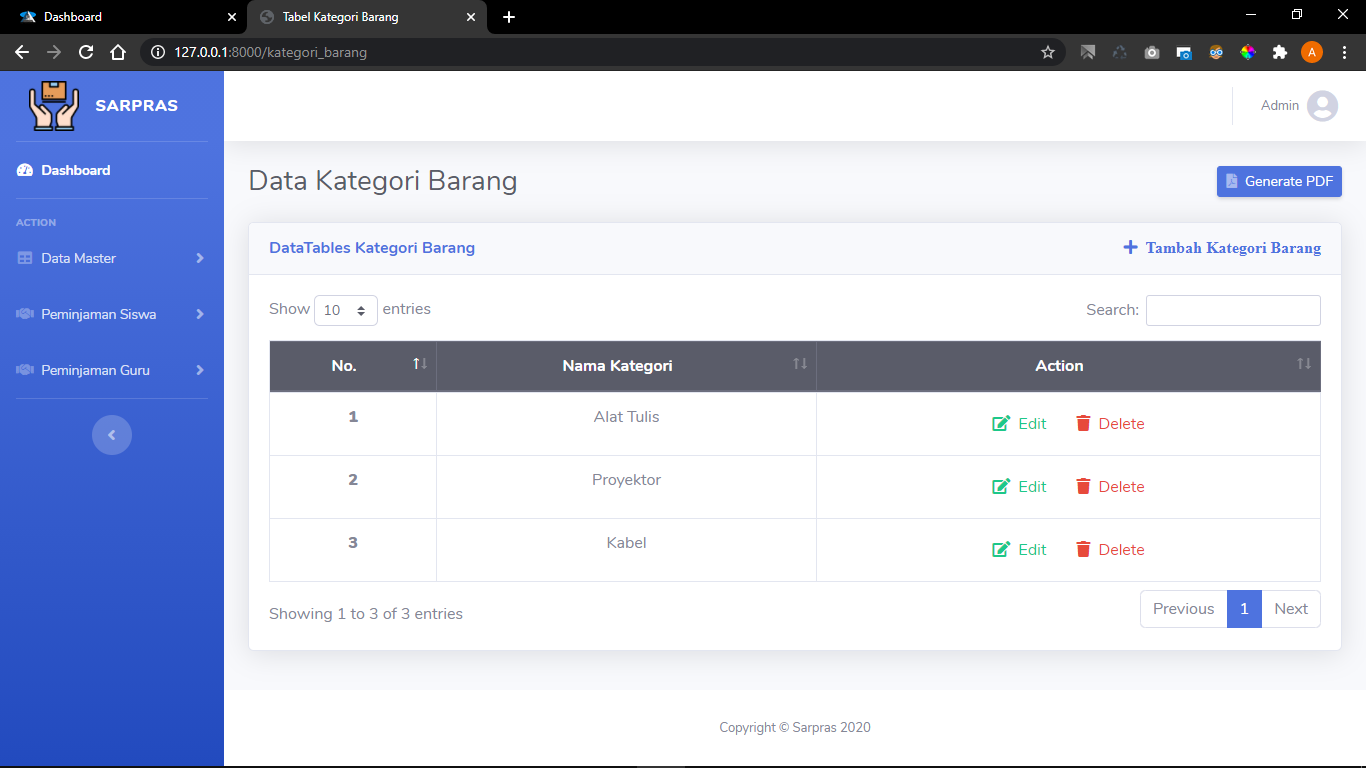 Dashboard
Tabel Kategori Barang
127.0.0.1:8000/kategori_barang
A
SARPRAS
Admin
Dashboard
ACTION
Data Master
Peminjaman Siswa
Peminjaman Guru
Data Kategori Barang
Generate PDF
DataTables Kategori Barang
Tambah Kategori Barang
Show 10 entries
Search:
No. Nama Kategori Action
1 Alat Tulis Edit Delete
2 Proyektor Edit Delete
3 Kabel Edit Delete
Showing 1 to 3 of 3 entries
Previous 1 Next
Copyright © Sarpras 2020